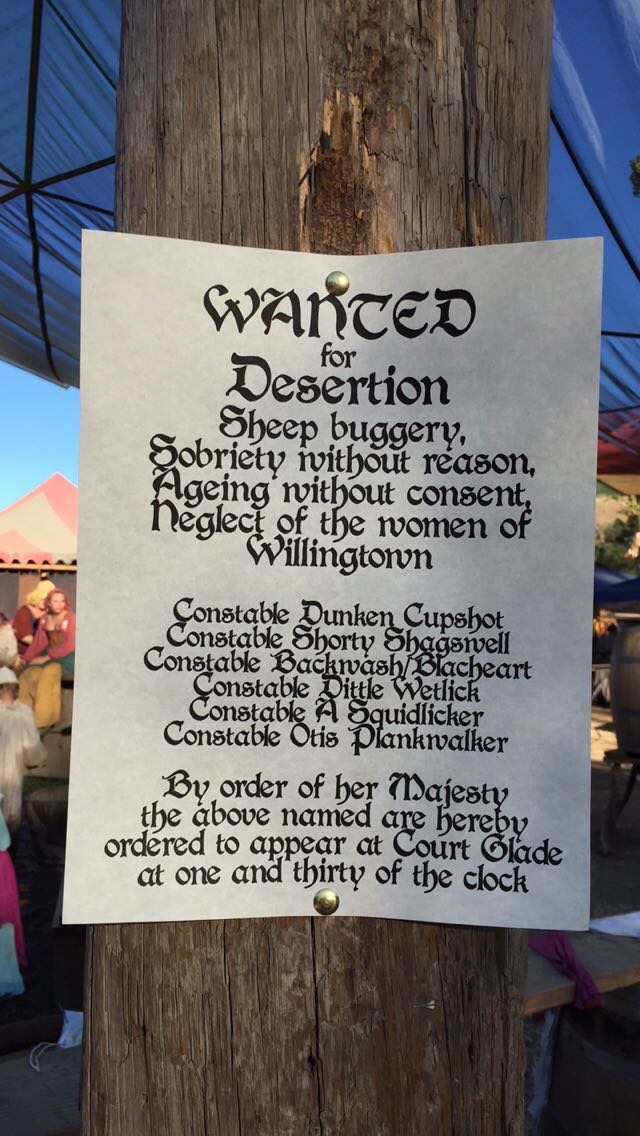 WANTED
for
Desertion
Sheep buggery,
Sobriety without reason,
Ageing without consent,
Neglect of the women of
Willingtown
Constable Dunken Cupshot
Constable Shorty Shagswell
Constable Backwash/Blacheart
Constable Dittle Wetlick
Constable A Squidlicker
Constable Otis Plankwalker
By order of her Majesty
the above named are hereby
ordered to appear at Court Glade
at one and thirty of the clock